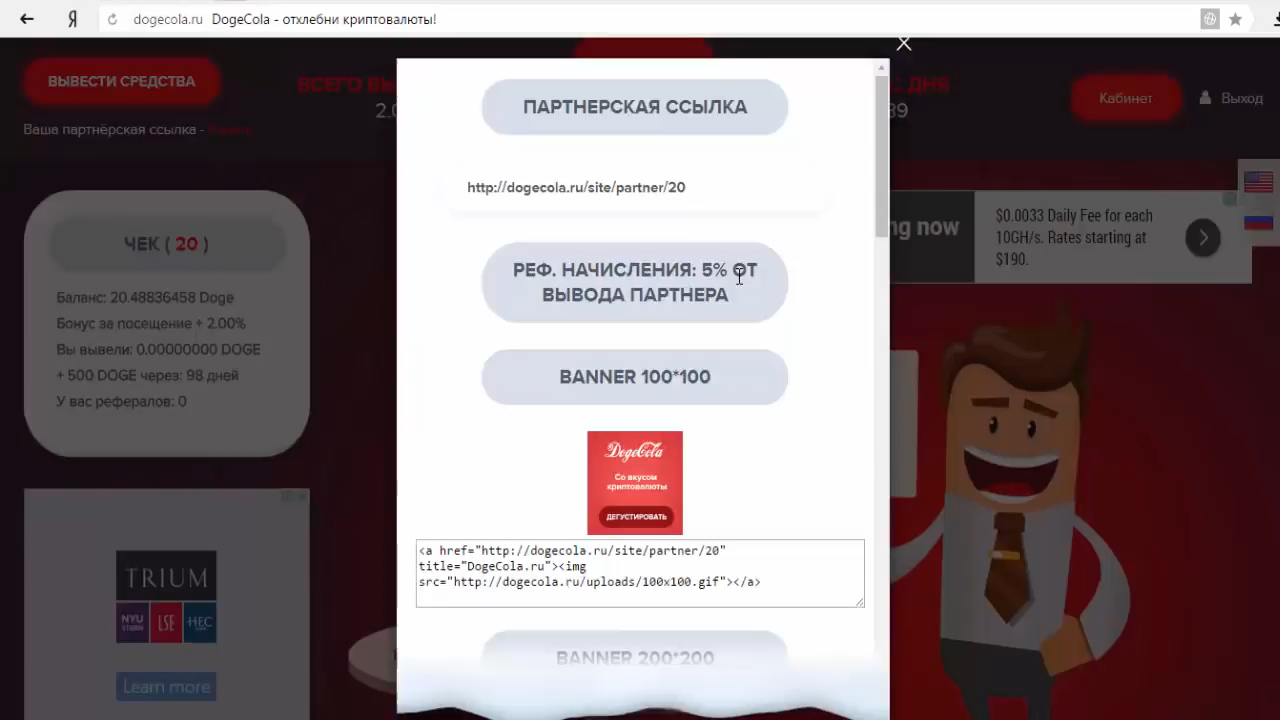 dogecola.ru DogeCola - отхлебни криптовалюты!
ВЫВЕСТИ СРЕДСТВА
Ваша партнёрская ссылка -
Кабинет
Выход
ЧЕК ( 20 )
Баланс: 20.48836458 Doge
Бонус за посещение + 2.00%
Вы вывели: 0.00000000 DOGE
+ 500 DOGE через: 98 дней
У вас рефералов: 0
TRIUM
NYU STERN LSE HEC
Learn more
ПАРТНЕРСКАЯ ССЫЛКА
http://dogecola.ru/site/partner/20
РЕФ. НАЧИСЛЕНИЯ: 5% ОТ
ВЫВОДА ПАРТНЕРА
BANNER 100*100
DogeCola
Со вкусом
криптовалюты
ДЕГУСТИРОВАТЬ
<a href="http://dogecola.ru/site/partner/20"
title="DogeCola.ru"><img
src="http://dogecola.ru/uploads/100x100.gif"></a>
BANNER 200*200
ng now
$0.0033 Daily Fee for each
10GH/s. Rates starting at
$190.